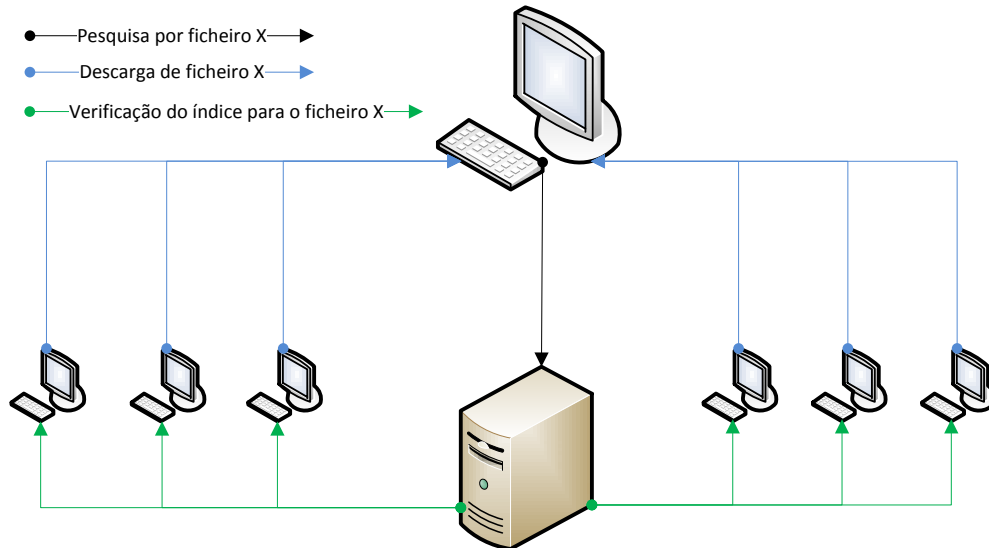 Pesquisa por ficheiro X
Descarga de ficheiro X
Verificação do índice para o ficheiro X